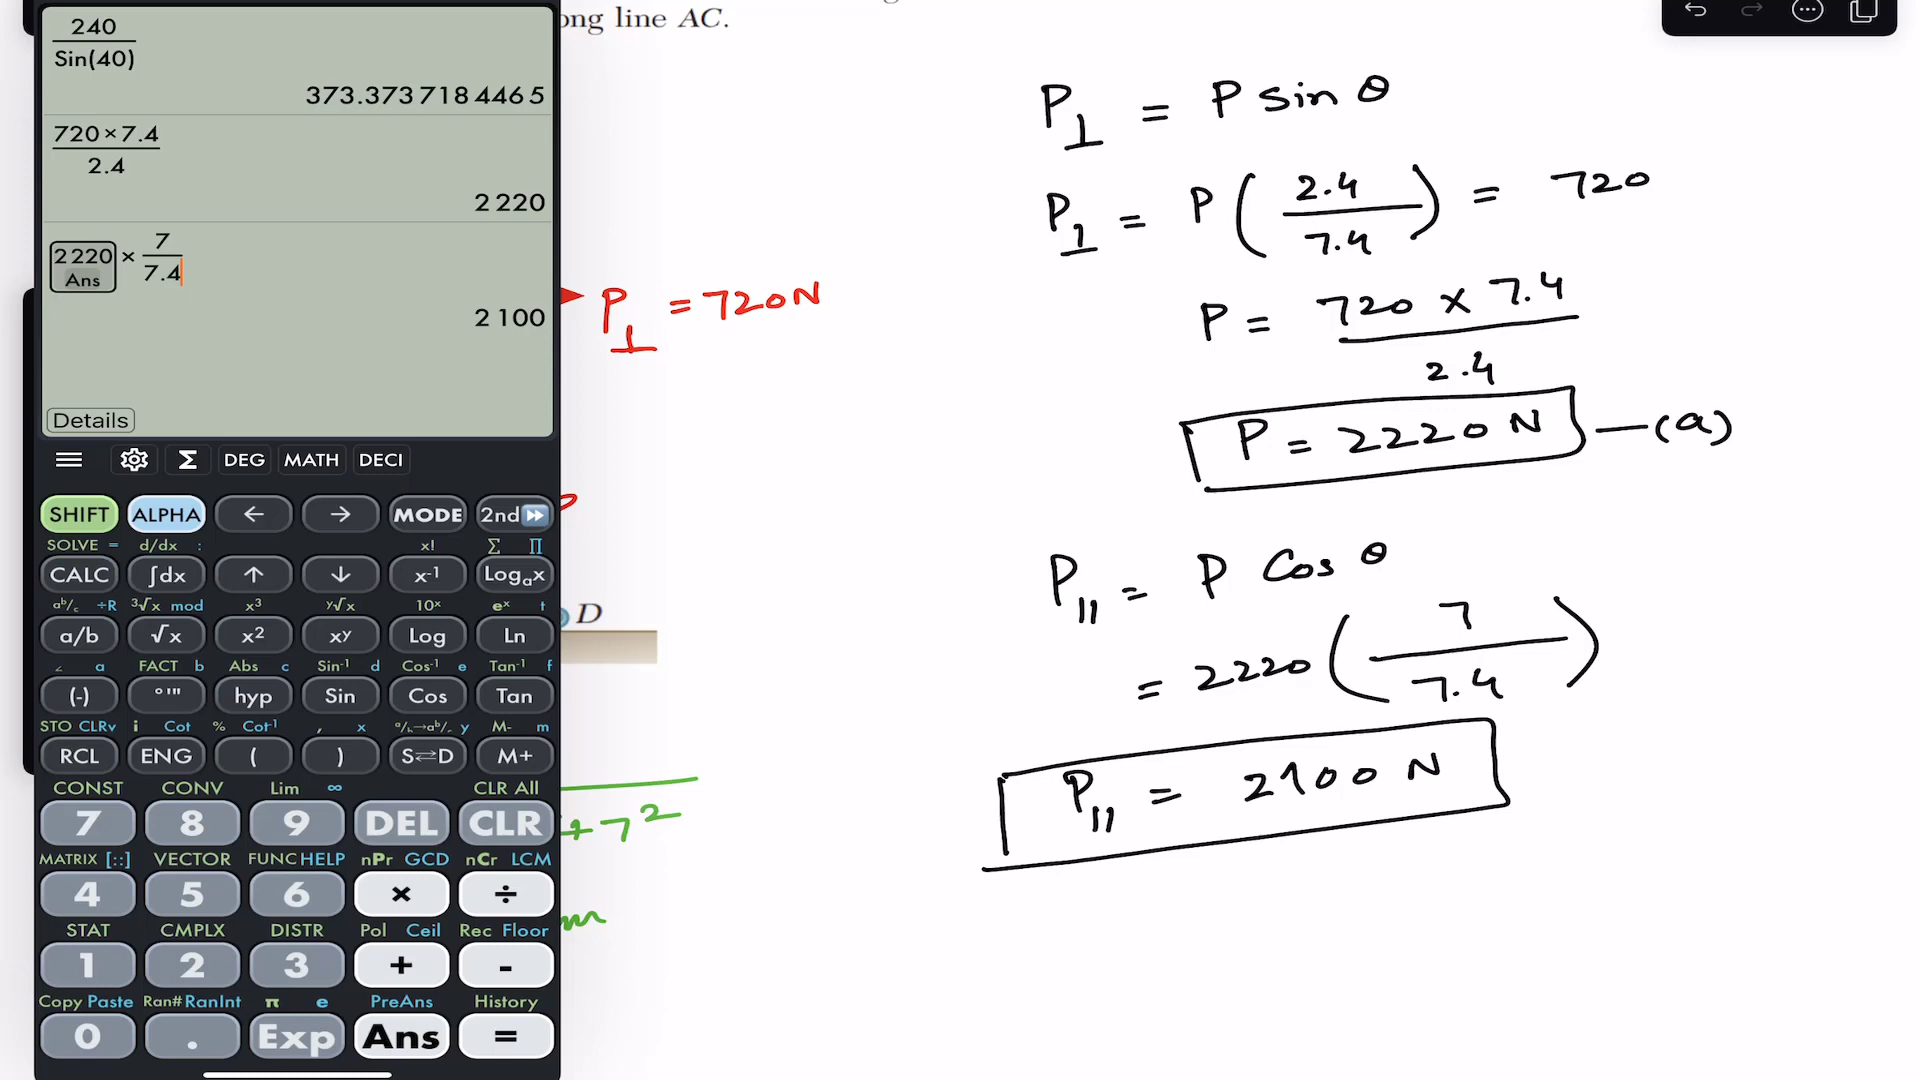 ong line AC.
240
Sin(40)
373.3737184465
720×7.4
2.4
2220
2220 × 7
Ans 7.4
2100
Details
DEG MATH DECI
SHIFT ALPHA ← → MODE 2nd
SOLVE = d/dx : x! Σ ∏
CALC ∫dx ↑ ↓ x-1 Logax
ab/c ÷R 3√x mod x3 y√x 10x ex t
a/b √x x2 xy Log Ln
∠ a FACT b Abs c Sin-1 d Cos-1 e Tan-1 f
(-) °'" hyp Sin Cos Tan
STO CLRv i Cot % Cot-1 , x y M- m
RCL ENG ( ) S⇄D M+
CONST CONV Lim ∞ CLR All
7 8 9 DEL CLR
MATRIX [::] VECTOR FUNC HELP nPr GCD nCr LCM
4 5 6 × ÷
STAT CMPLX DISTR Pol Ceil Rec Floor
1 2 3 + -
Copy Paste Ran# RanInt π e PreAns History
0 . Exp Ans =
P⊥ = 720N
D
+ 7²
m
P⊥ = P sin θ
P⊥ = P ( 2.4 / 7.4 ) = 720
P = 720 x 7.4
2.4
P = 2220 N —(a)
P|| = P Cos θ
= 2220 ( 7 / 7.4 )
P|| = 2100 N